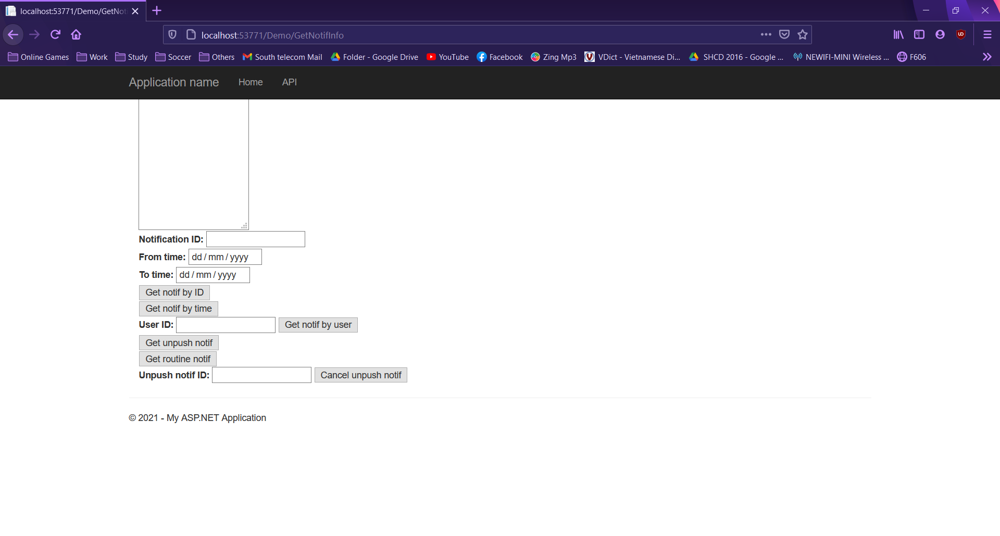 localhost:53771/Demo/GetNoti
localhost:53771/Demo/GetNotifInfo
Online Games Work Study Soccer Others South telecom Mail Folder - Google Drive YouTube Facebook Zing Mp3 VDict - Vietnamese Di... SHCD 2016 - Google ... NEWIFI-MINI Wireless ... F606
Application name Home API
Notification ID:
From time: dd / mm / yyyy
To time: dd / mm / yyyy
Get notif by ID
Get notif by time
User ID: Get notif by user
Get unpush notif
Get routine notif
Unpush notif ID: Cancel unpush notif
© 2021 - My ASP.NET Application